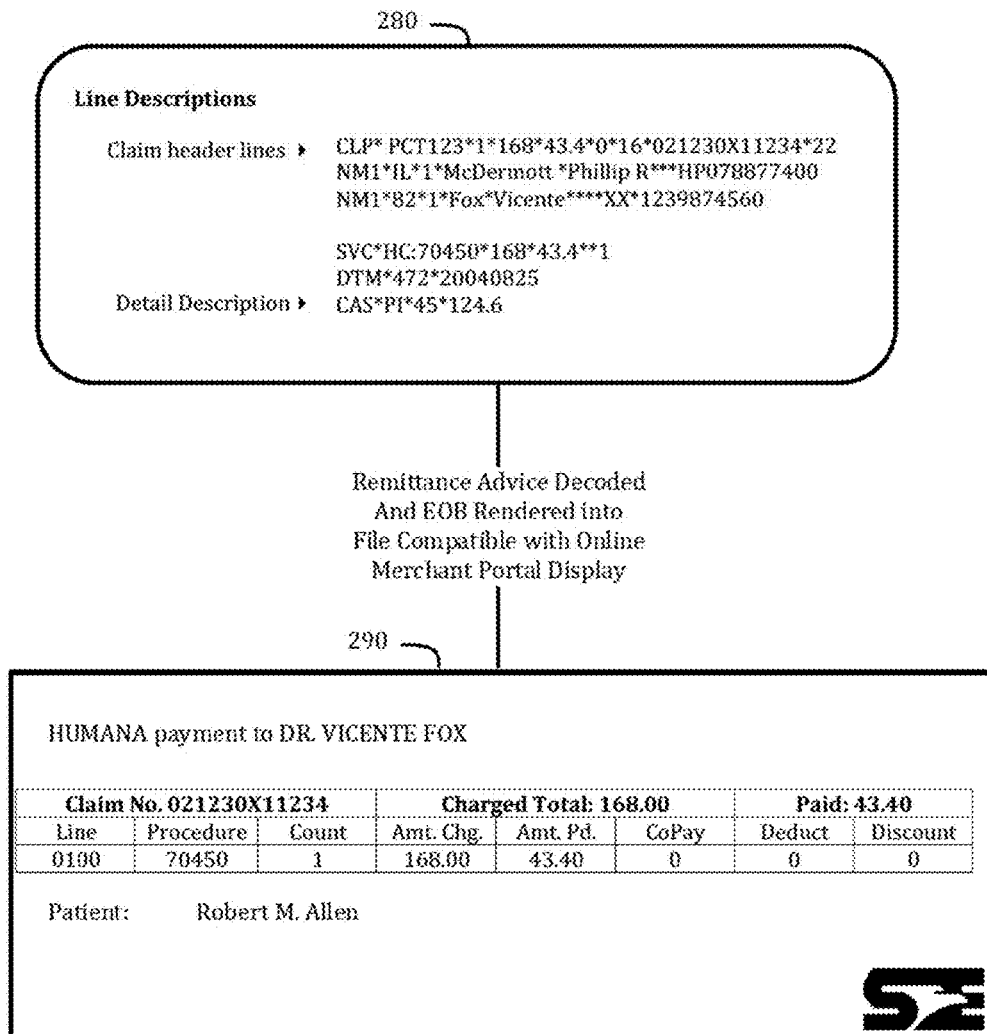 280
Line Descriptions
Claim header lines ▸ CLP* PCT123*1*168*43.4*0*16*021230X11234*22
NM1*IL*1*McDermott *Phillip R***HP078877400
NM1*82*1*Fox*Vicente****XX*1239874560
SVC*HC:70450*168*43.4**1
DTM*472*20040825
Detail Description ▸ CAS*PI*45*124.6
Remittance Advice Decoded
And EOB Rendered into
File Compatible with Online
Merchant Portal Display
290
HUMANA payment to DR. VICENTE FOX
Claim No. 021230X11234 Charged Total: 168.00 Paid: 43.40
Line Procedure Count Amt. Chg. Amt. Pd. CoPay Deduct Discount
0100 70450 1 168.00 43.40 0 0 0
Patient: Robert M. Allen